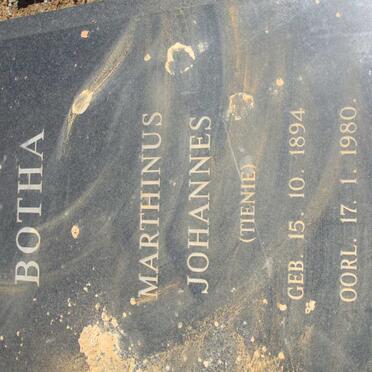 BOTHA
MARTHINUS
JOHANNES
(TIENIE)
GEB. 15. 10. 1894
OORL. 17. 1. 1980.